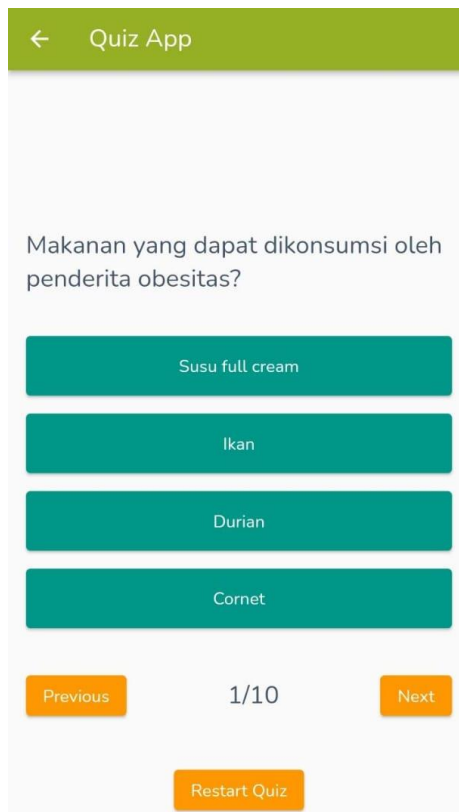 Quiz App
Makanan yang dapat dikonsumsi oleh
penderita obesitas?
Susu full cream
Ikan
Durian
Cornet
Previous
1/10
Next
Restart Quiz